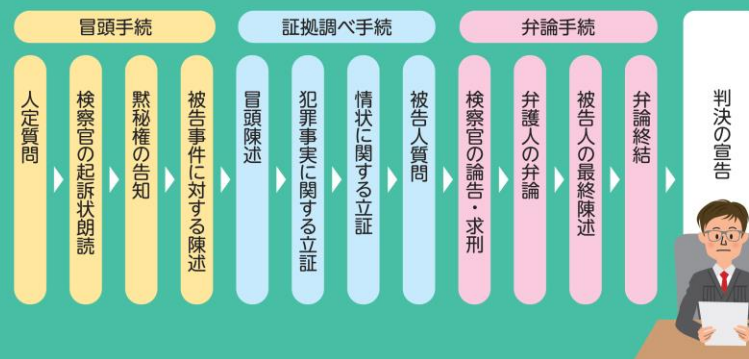 冒頭手続
人定質問
検察官の起訴状朗読
黙秘権の告知
被告事件に対する陳述
証拠調べ手続
冒頭陳述
犯罪事実に関する立証
情状に関する立証
被告人質問
弁論手続
検察官の論告・求刑
弁護人の弁論
被告人の最終陳述
弁論終結
判決の宣告